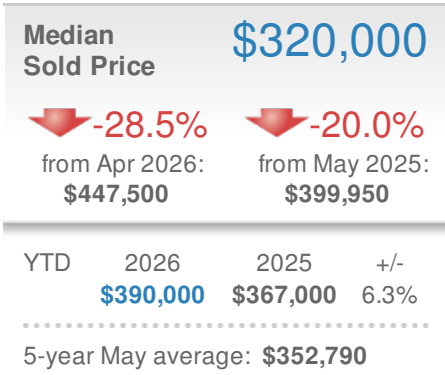 Median
Sold Price
$320,000
-28.5%
from Apr 2026:
$447,500
-20.0%
from May 2025:
$399,950
YTD 2026 2025 +/-
$390,000 $367,000 6.3%
5-year May average: $352,790